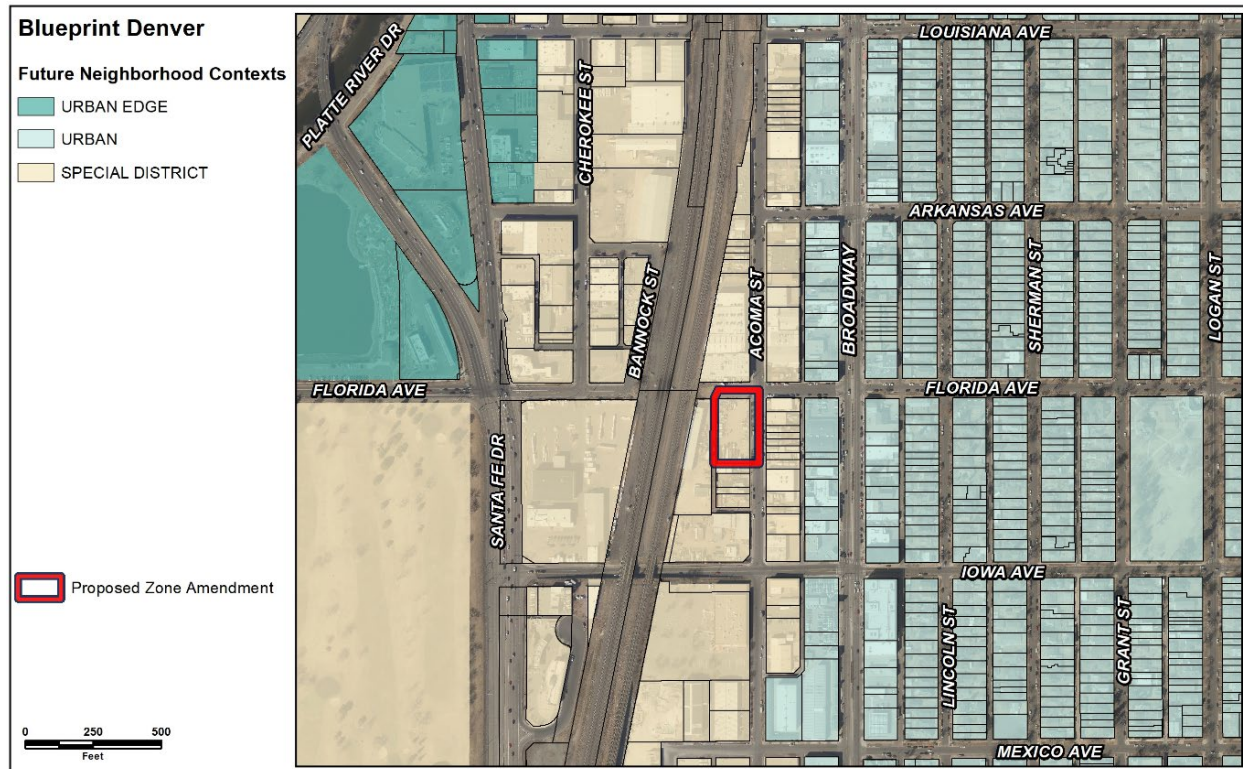 Blueprint Denver
Future Neighborhood Contexts
URBAN EDGE
URBAN
SPECIAL DISTRICT
Proposed Zone Amendment
0 250 500
Feet
PLATTE RIVER DR
LOUISIANA AVE
CHEROKEE ST
ARKANSAS AVE
BANNOCK ST
ACOMA ST
BROADWAY
SHERMAN ST
LOGAN ST
FLORIDA AVE
FLORIDA AVE
SANTA FE DR
IOWA AVE
LINCOLN ST
GRANT ST
MEXICO AVE